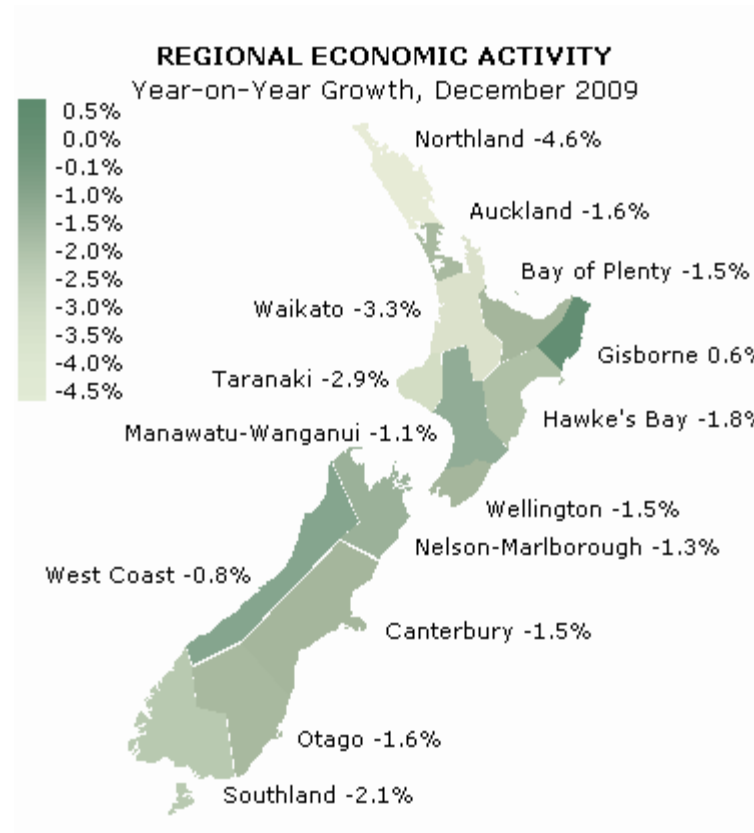 REGIONAL ECONOMIC ACTIVITY
Year-on-Year Growth, December 2009
0.5%
0.0%
-0.1%
-1.0%
-1.5%
-2.0%
-2.5%
-3.0%
-3.5%
-4.0%
-4.5%
Northland -4.6%
Auckland -1.6%
Bay of Plenty -1.5%
Waikato -3.3%
Gisborne 0.6%
Taranaki -2.9%
Hawke's Bay -1.8%
Manawatu-Wanganui -1.1%
Wellington -1.5%
Nelson-Marlborough -1.3%
West Coast -0.8%
Canterbury -1.5%
Otago -1.6%
Southland -2.1%